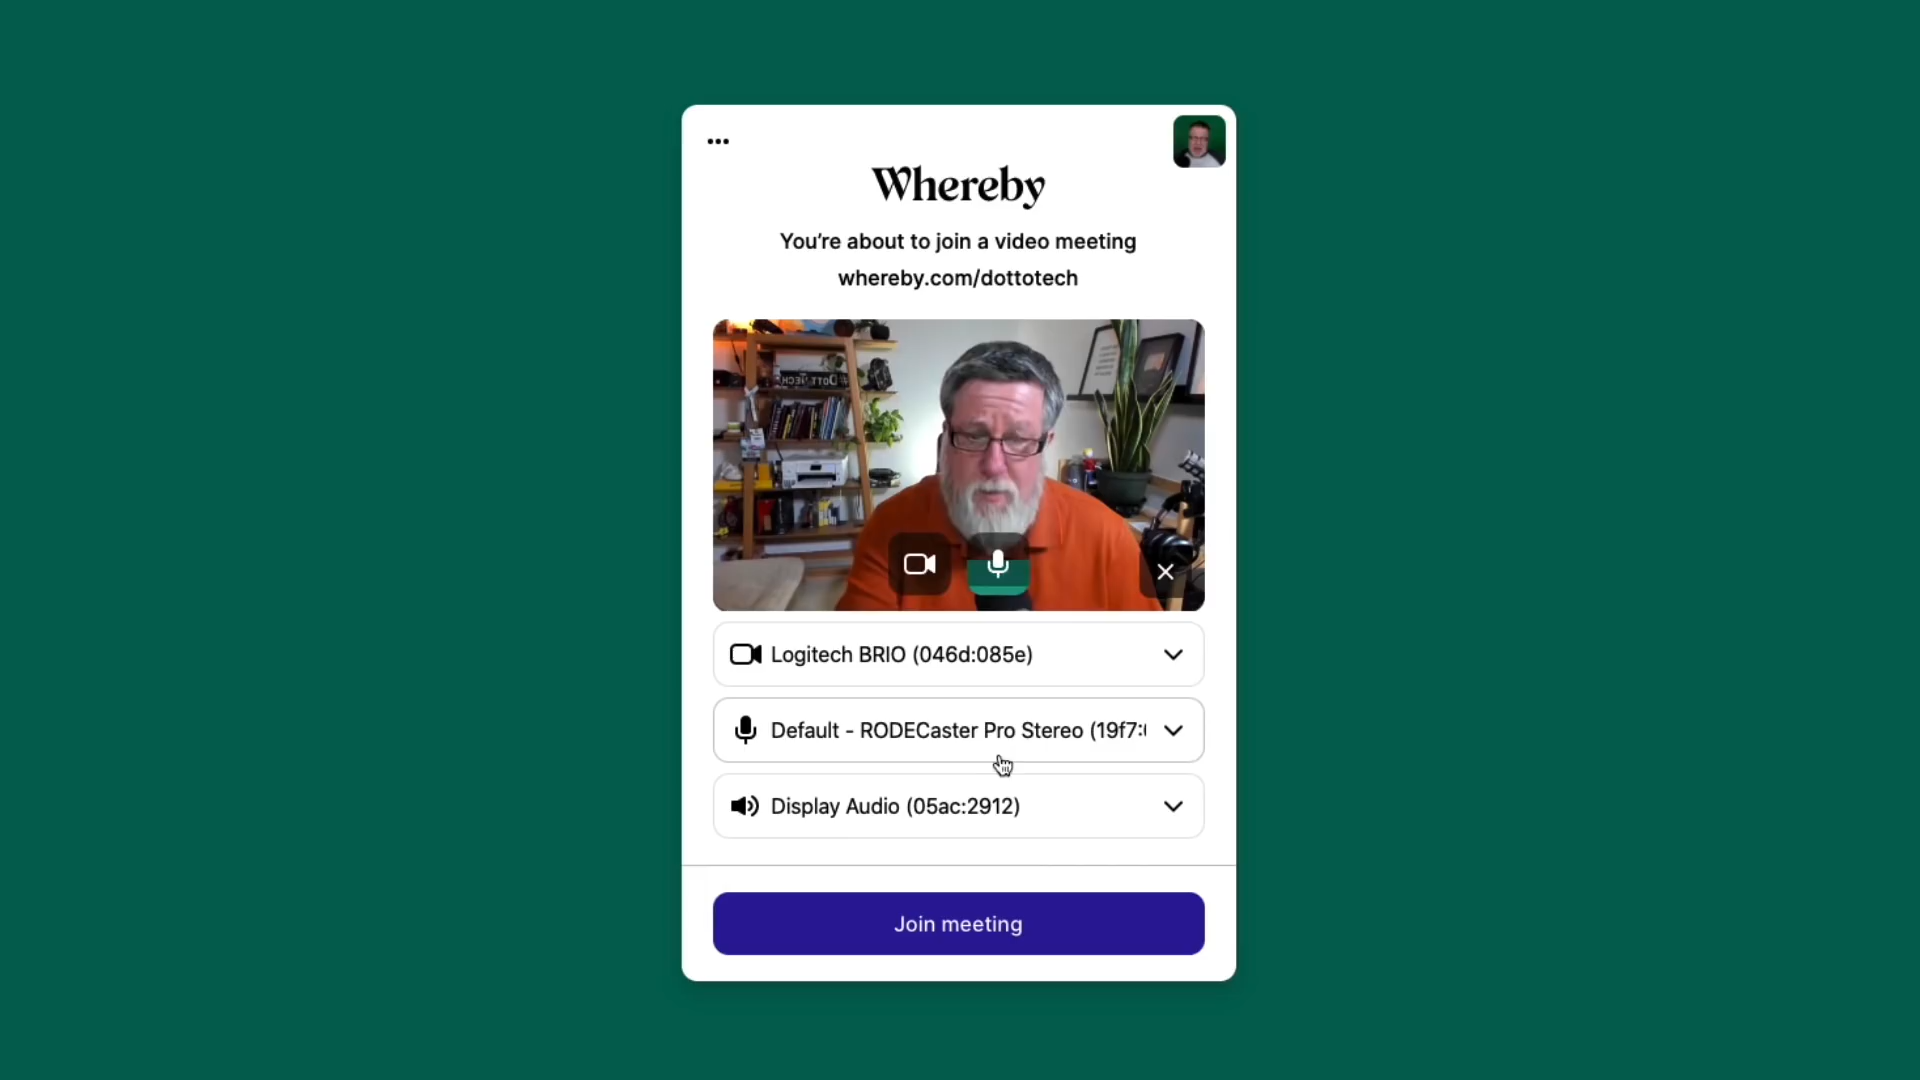 Whereby
You're about to join a video meeting
whereby.com/dottotech
Logitech BRIO (046d:085e)
Default - RODECaster Pro Stereo (19f7:
Display Audio (05ac:2912)
Join meeting